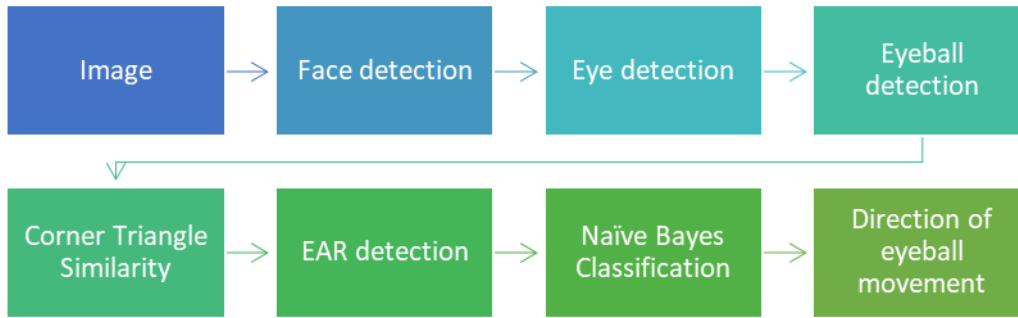 Image
Face detection
Eye detection
Eyeball
detection
Corner Triangle
Similarity
EAR detection
Naïve Bayes
Classification
Direction of
eyeball
movement